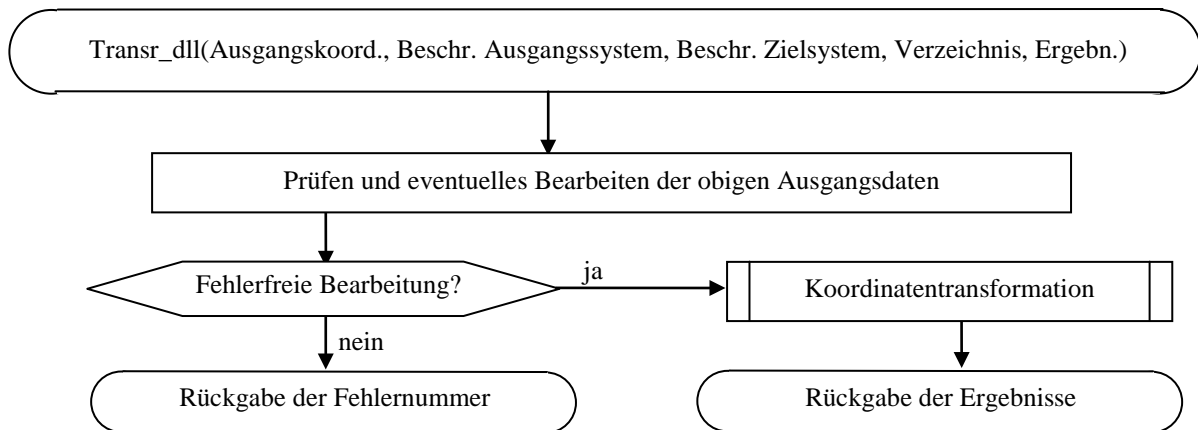 Transr_dll(Ausgangskoord., Beschr. Ausgangssystem, Beschr. Zielsystem, Verzeichnis, Ergebn.)
Prüfen und eventuelles Bearbeiten der obigen Ausgangsdaten
Fehlerfreie Bearbeitung?
ja
Koordinatentransformation
nein
Rückgabe der Fehlernummer
Rückgabe der Ergebnisse